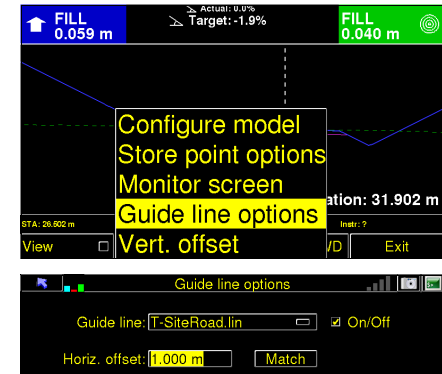 FILL
0.059 m
Actual: 0.0%
Target: -1.9%
FILL
0.040 m
Configure model
Store point options
Monitor screen
Guide line options
Vert. offset
ation: 31.902 m
STA: 26.602 m
Instr: ?
View
/D
Exit
Guide line options
Guide line: T-SiteRoad.lin
On/Off
Horiz. offset: 1.000 m
Match